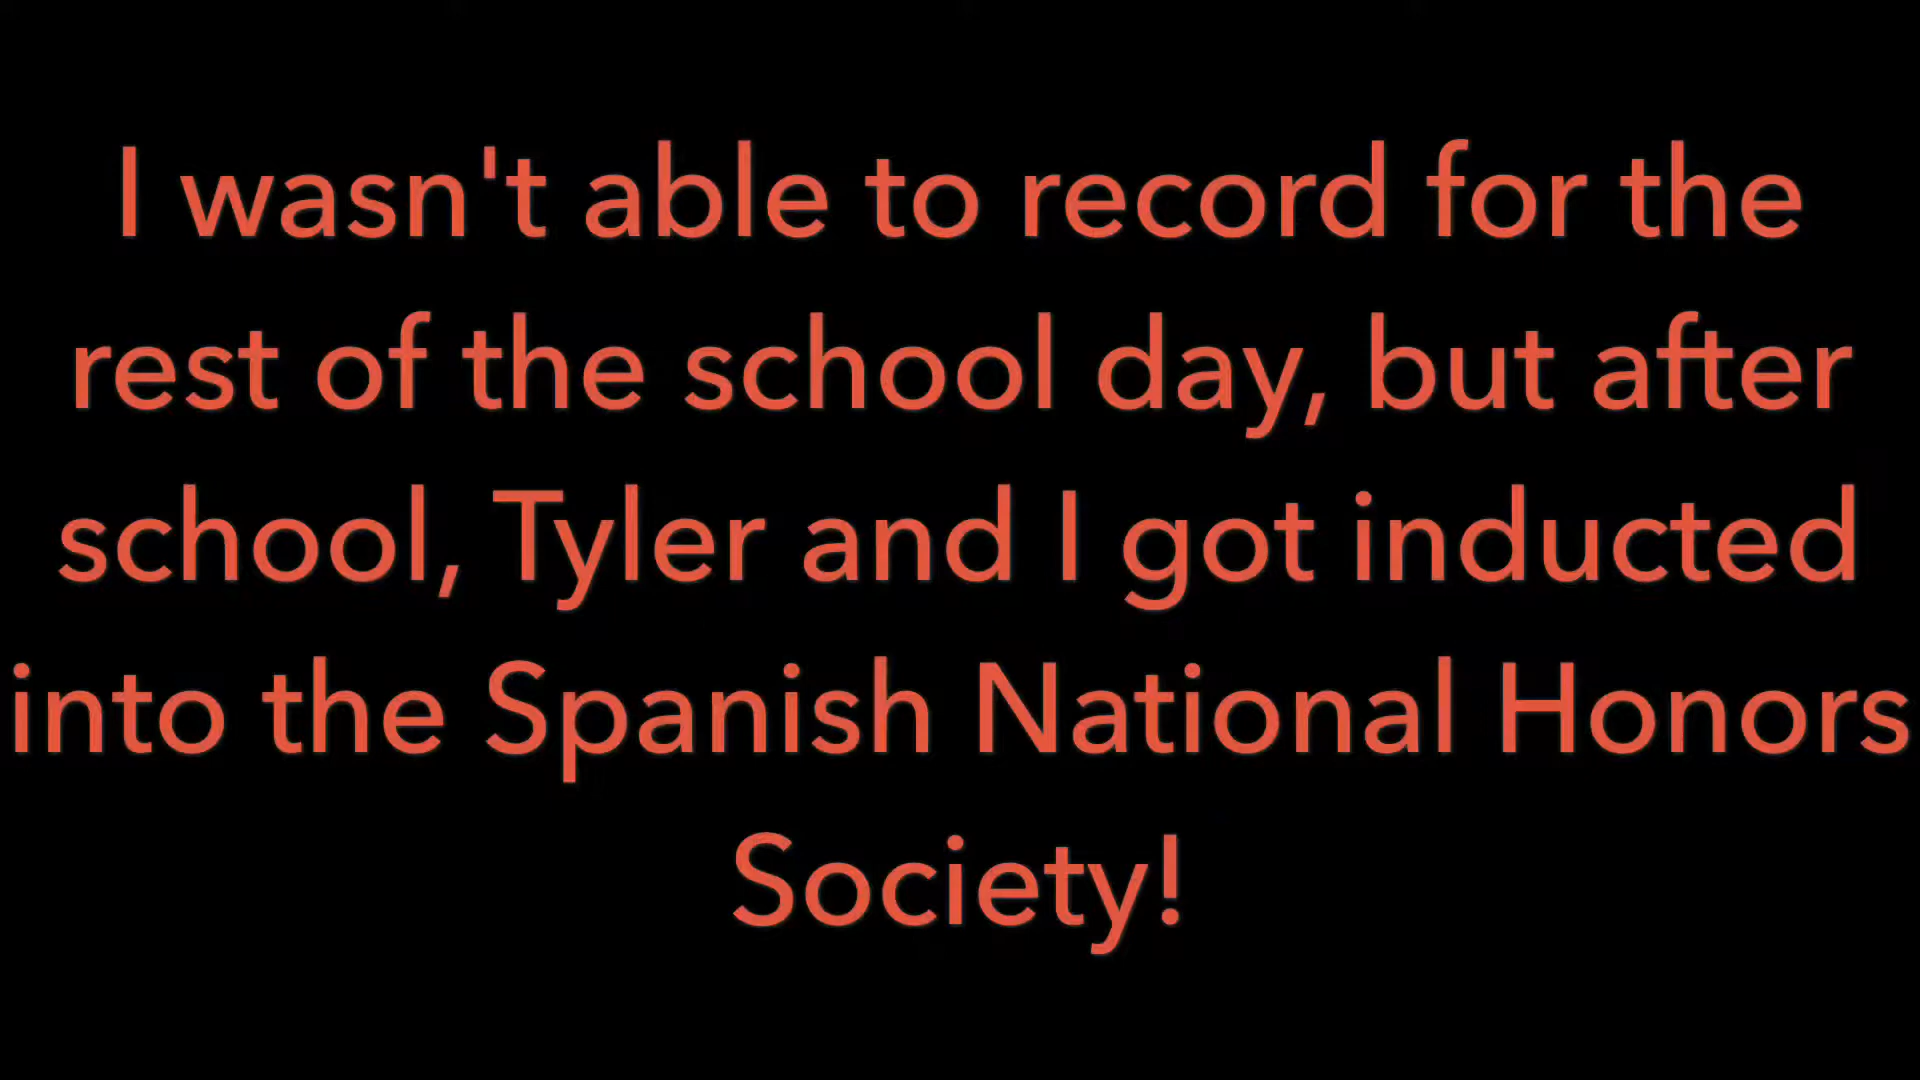 I wasn't able to record for the
rest of the school day, but after
school, Tyler and I got inducted
into the Spanish National Honors
Society!